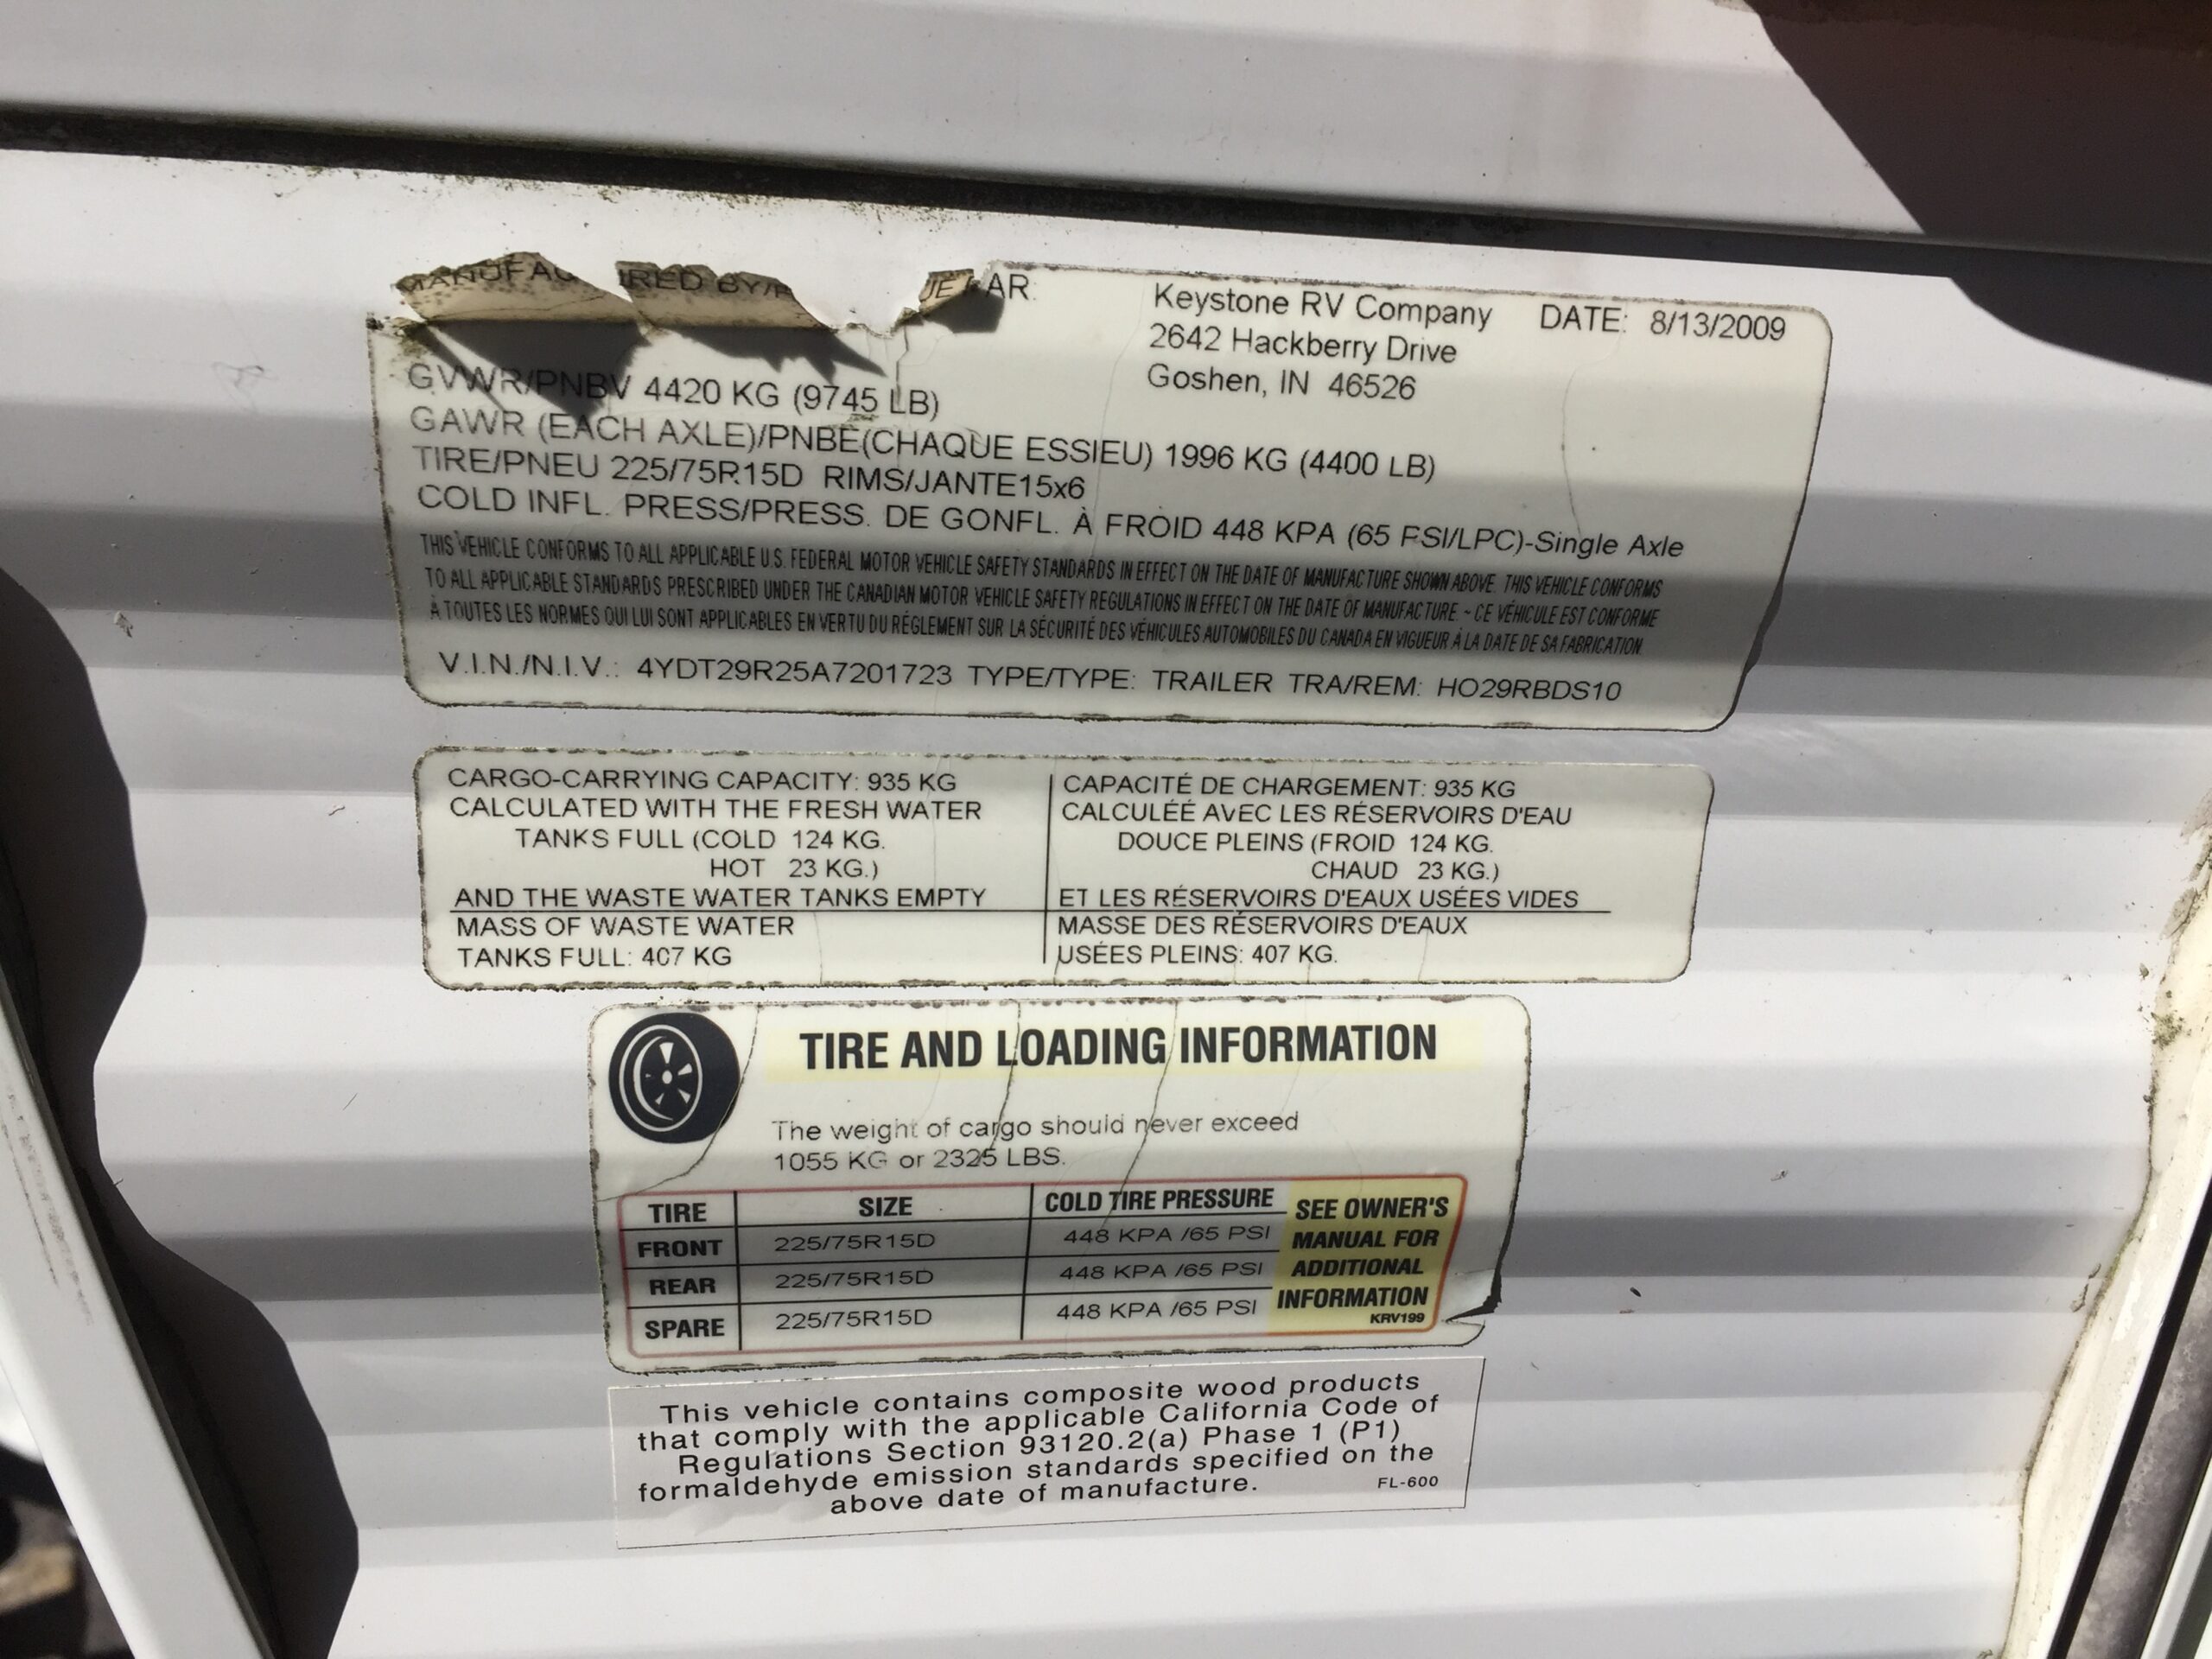 MANUFAC RED BY/F UE PAR:
Keystone RV Company DATE: 8/13/2009
2642 Hackberry Drive
Goshen, IN 46526
GVWR/PNBV 4420 KG (9745 LB)
GAWR (EACH AXLE)/PNBE(CHAQUE ESSIEU) 1996 KG (4400 LB)
TIRE/PNEU 225/75R15D RIMS/JANTE15x6
COLD INFL. PRESS/PRESS. DE GONFL. À FROID 448 KPA (65 PSI/LPC)-Single Axle
THIS VEHICLE CONFORMS TO ALL APPLICABLE U.S. FEDERAL MOTOR VEHICLE SAFETY STANDARDS IN EFFECT ON THE DATE OF MANUFACTURE SHOWN ABOVE. THIS VEHICLE CONFORMS
TO ALL APPLICABLE STANDARDS PRESCRIBED UNDER THE CANADIAN MOTOR VEHICLE SAFETY REGULATIONS IN EFFECT ON THE DATE OF MANUFACTURE. - CE VÉHICULE EST CONFORME
À TOUTES LES NORMES QUI LUI SONT APPLICABLES EN VERTU DU RÉGLEMENT SUR LA SÉCURITÉ DES VÉHICULES AUTOMOBILES DU CANADA EN VIGUEUR À LA DATE DE SA FABRICATION.
V.I.N./N.I.V.: 4YDT29R25A7201723 TYPE/TYPE: TRAILER TRA/REM: HO29RBDS10
CARGO-CARRYING CAPACITY: 935 KG
CALCULATED WITH THE FRESH WATER
TANKS FULL (COLD 124 KG.
HOT 23 KG.)
AND THE WASTE WATER TANKS EMPTY
MASS OF WASTE WATER
TANKS FULL: 407 KG
CAPACITÉ DE CHARGEMENT: 935 KG
CALCULÉÉ AVEC LES RÉSERVOIRS D'EAU
DOUCE PLEINS (FROID 124 KG.
CHAUD 23 KG.)
ET LES RÉSERVOIRS D'EAUX USÉES VIDES
MASSE DES RÉSERVOIRS D'EAUX
USÉES PLEINS: 407 KG.
TIRE AND LOADING INFORMATION
The weight of cargo should never exceed
1055 KG or 2325 LBS.
TIRE SIZE COLD TIRE PRESSURE
FRONT 225/75R15D 448 KPA /65 PSI
REAR 225/75R15D 448 KPA /65 PSI
SPARE 225/75R15D 448 KPA /65 PSI
SEE OWNER'S
MANUAL FOR
ADDITIONAL
INFORMATION
KRV199
This vehicle contains composite wood products
that comply with the applicable California Code of
Regulations Section 93120.2(a) Phase 1 (P1)
formaldehyde emission standards specified on the
above date of manufacture. FL-600